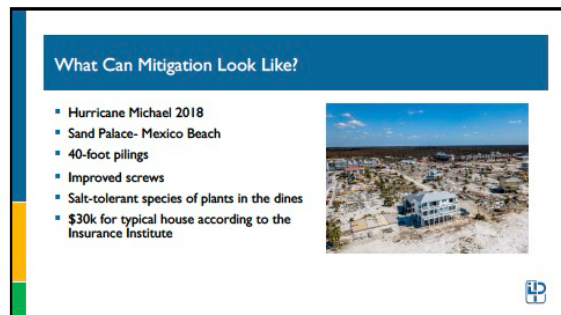 What Can Mitigation Look Like?
Hurricane Michael 2018
Sand Palace- Mexico Beach
40-foot pilings
Improved screws
Salt-tolerant species of plants in the dines
$30k for typical house according to the
Insurance Institute